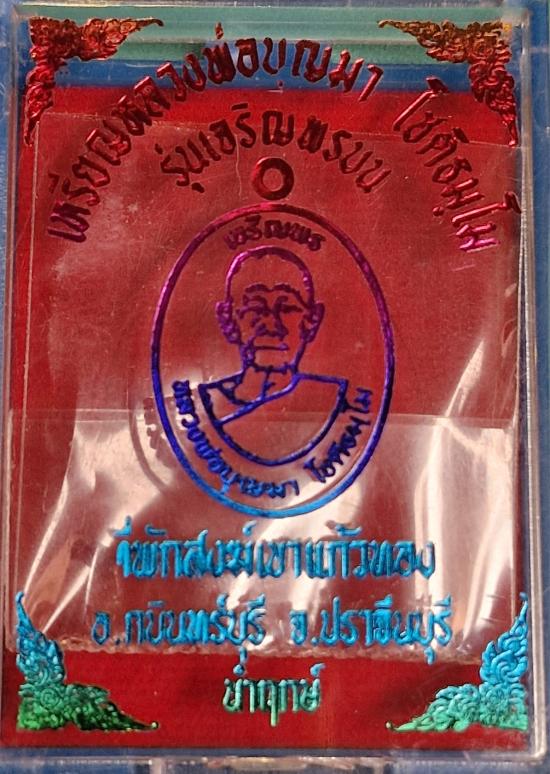 เหรียญหลวงพ่อบุญมา โชติธมฺโม
รุ่นเจริญพรบน
เจริญพร
หลวงพ่อบุญมา โชติธมฺโม
ที่พักสงฆ์เขาแก้วทอง
อ.กบินทร์บุรี จ.ปราจีนบุรี
นำฤกษ์